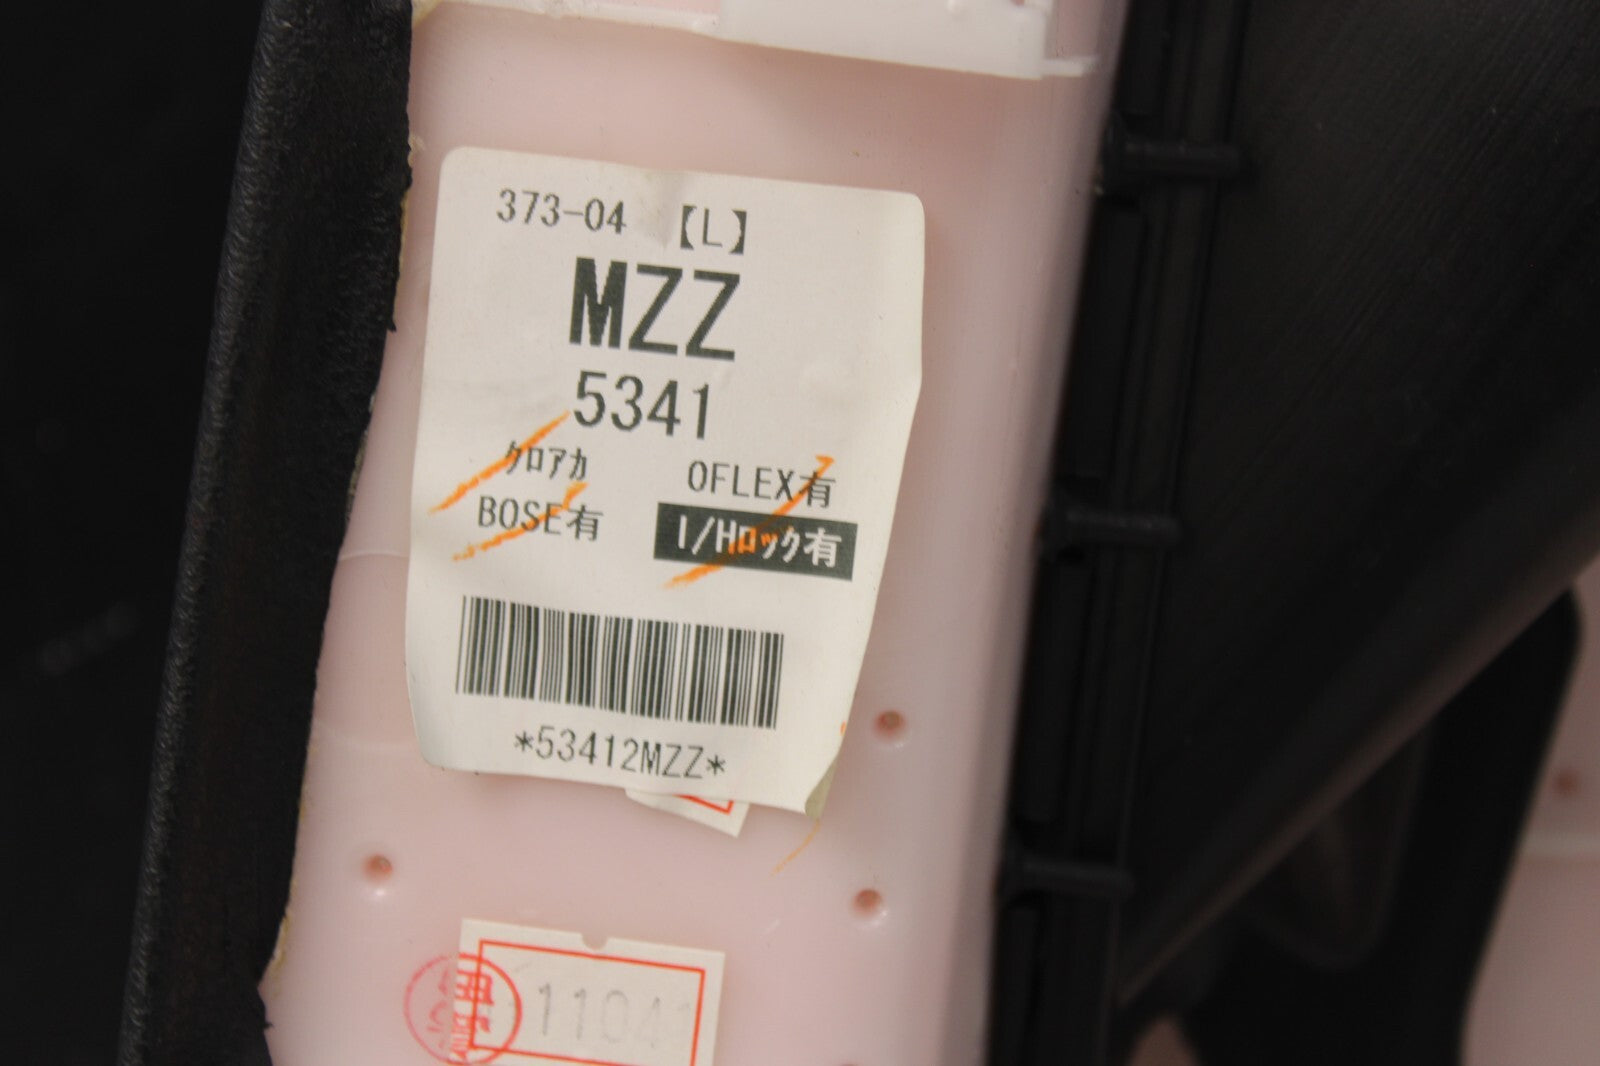 373-04 【L】
MZZ
5341
クロアカ OFLEX有
BOSE有 I/Hロック有
*53412MZZ*
1104